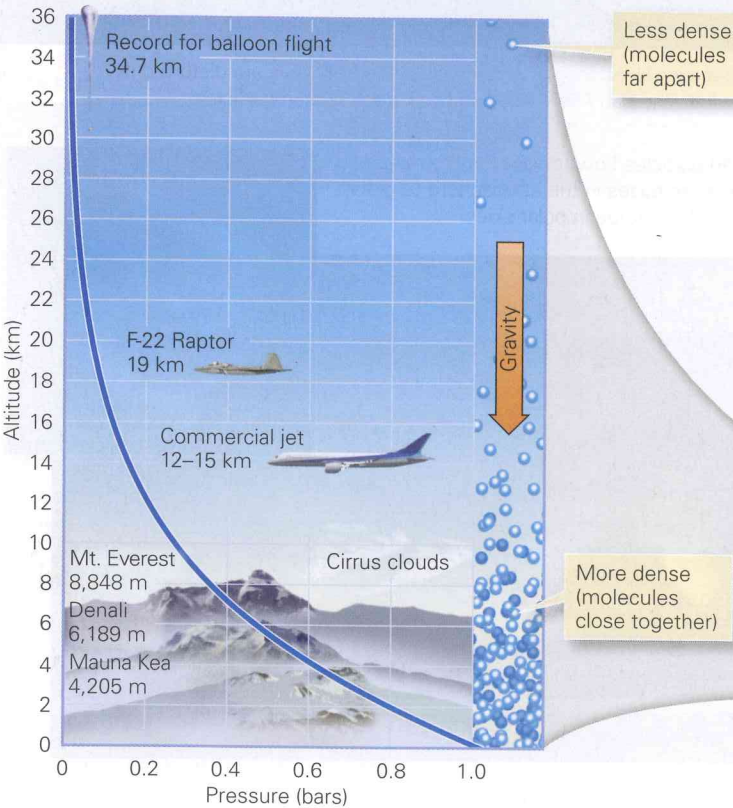 Altitude (km)
36
34
32
30
28
26
24
22
20
18
16
14
12
10
8
6
4
2
0
Record for balloon flight
34.7 km
F-22 Raptor
19 km
Commercial jet
12–15 km
Mt. Everest
8,848 m
Denali
6,189 m
Mauna Kea
4,205 m
Cirrus clouds
Gravity
Less dense
(molecules
far apart)
More dense
(molecules
close together)
0 0.2 0.4 0.6 0.8 1.0
Pressure (bars)